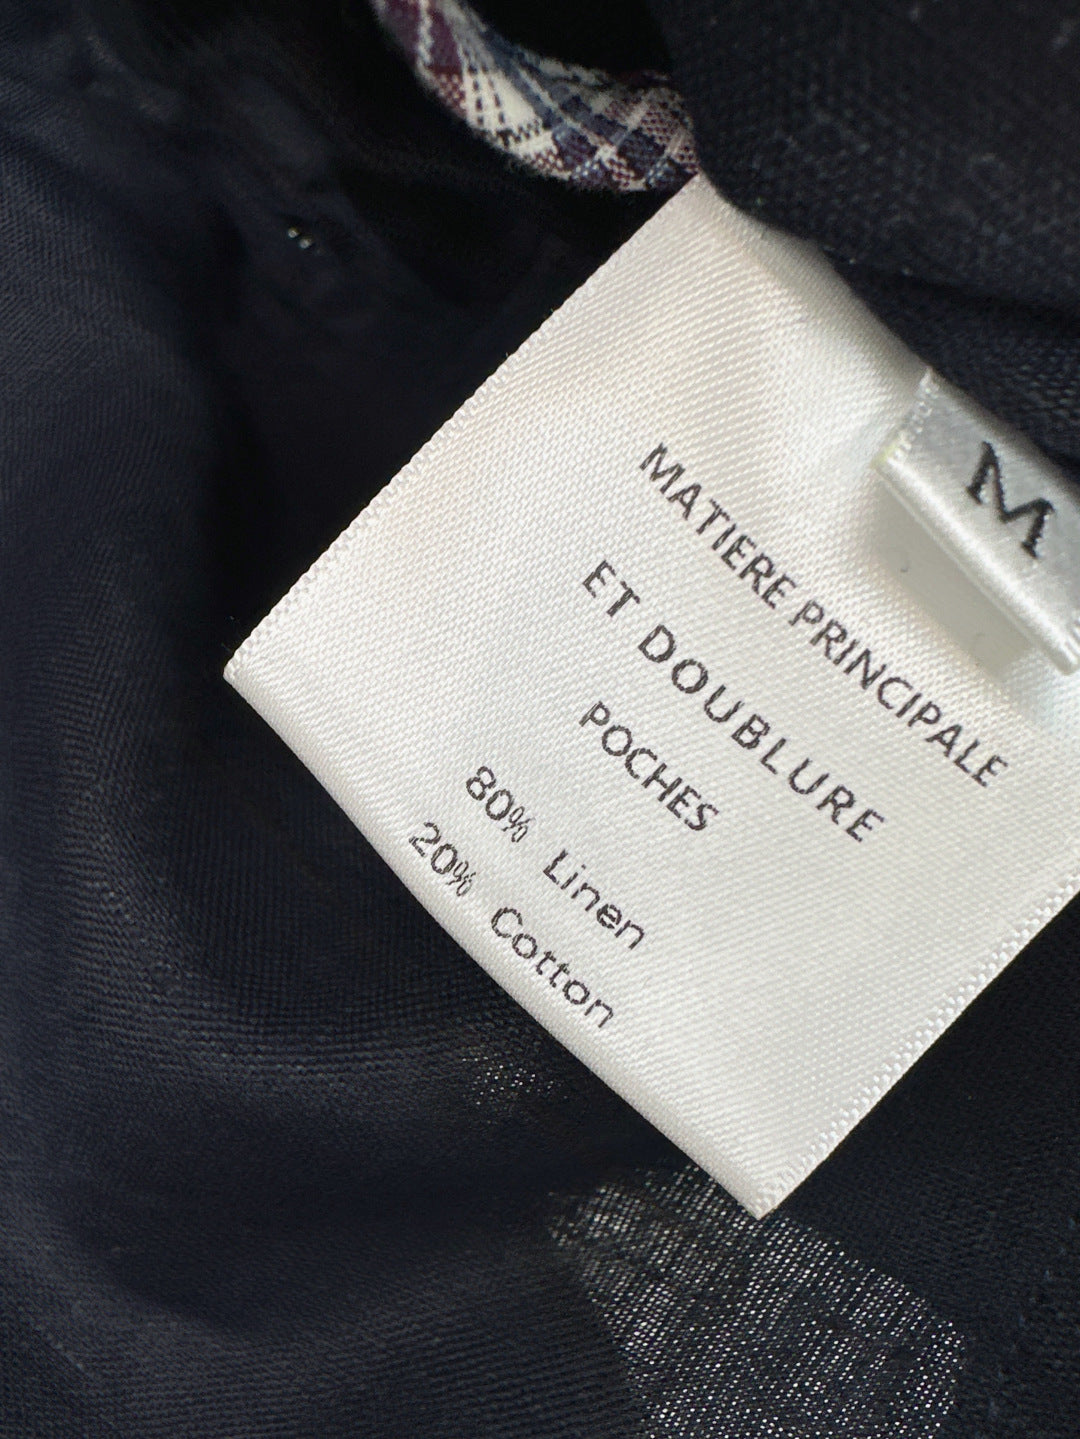 M
MATIERE PRINCIPALE
ET DOUBLURE
POCHES
80% Linen
20% Cotton